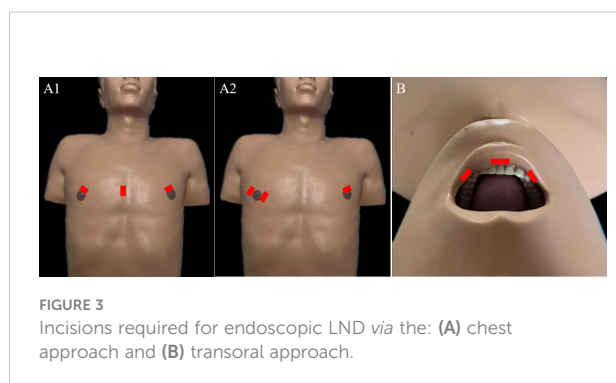 A1
A2
B
FIGURE 3
Incisions required for endoscopic LND via the: (A) chest
approach and (B) transoral approach.